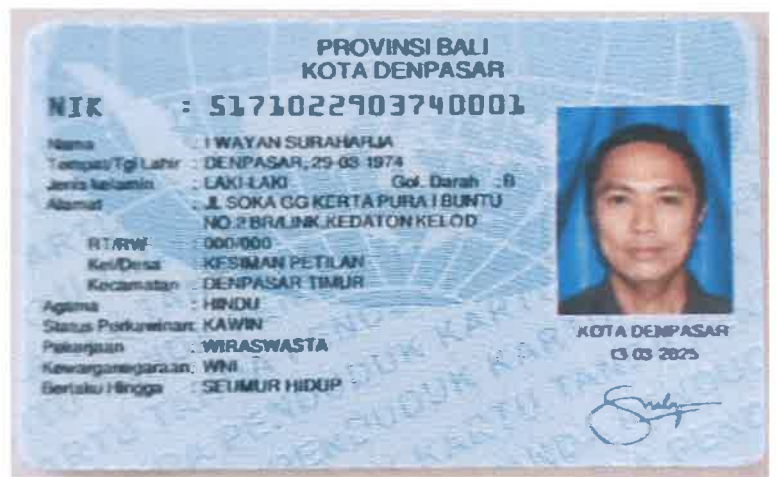 PROVINSI BALI
KOTA DENPASAR
NIK : 5171022903740001
Nama : I WAYAN SURAHARJA
Tempat/Tgl Lahir : DENPASAR, 29-03-1974
Jenis kelamin : LAKI-LAKI Gol. Darah : B
Alamat : JL SOKA GG KERTA PURA I BUNTU
NO.2 BR/LINK.KEDATON KELOD
RT/RW : 000/000
Kel/Desa : KESIMAN PETILAN
Kecamatan : DENPASAR TIMUR
Agama : HINDU
Status Perkawinan: KAWIN
Pekerjaan : WIRASWASTA
Kewarganegaraan: WNI
Berlaku Hingga : SEUMUR HIDUP
KOTA DENPASAR
03-03-2025